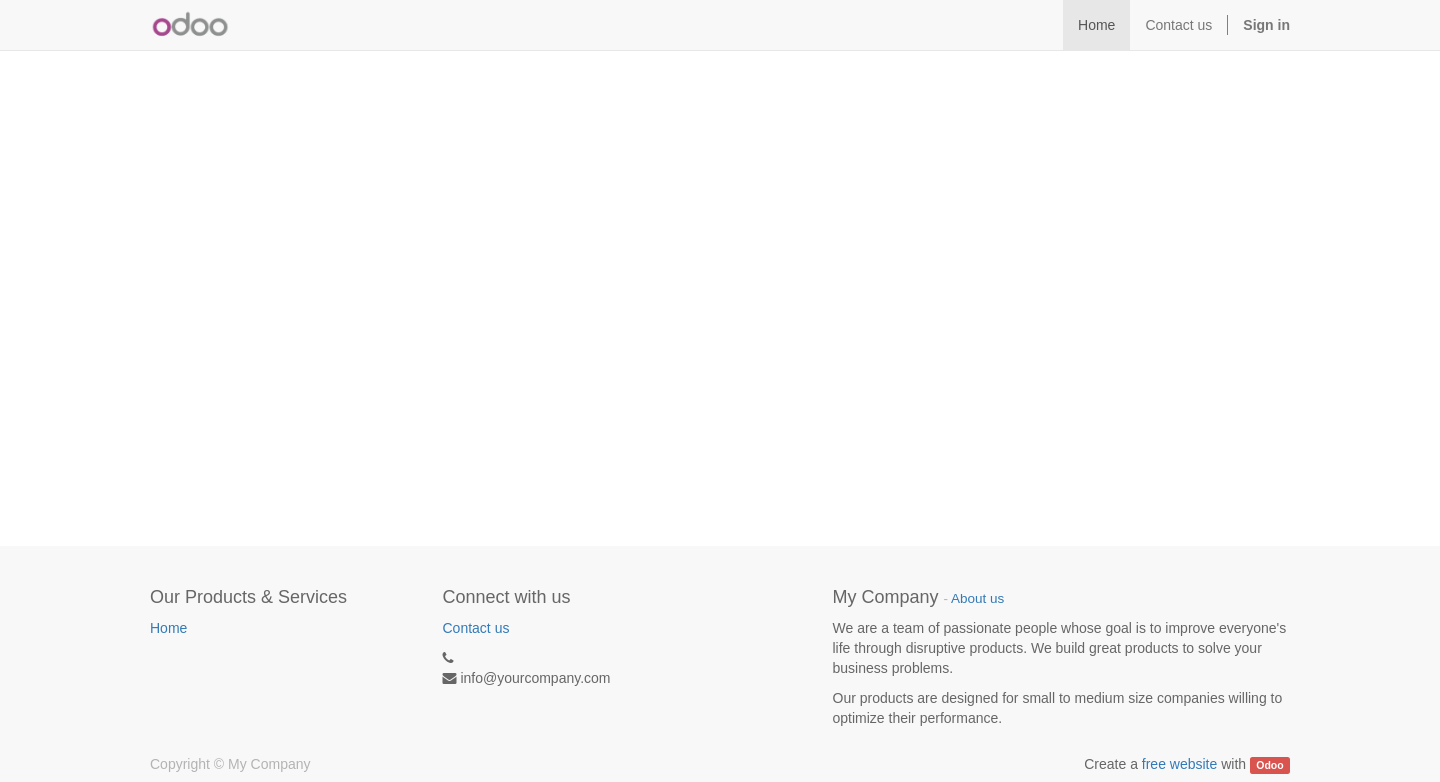 odoo
Home
Contact us
Sign in
Our Products & Services
Home
Connect with us
Contact us
info@yourcompany.com
My Company - About us
We are a team of passionate people whose goal is to improve everyone's
life through disruptive products. We build great products to solve your
business problems.
Our products are designed for small to medium size companies willing to
optimize their performance.
Copyright © My Company
Create a free website with Odoo